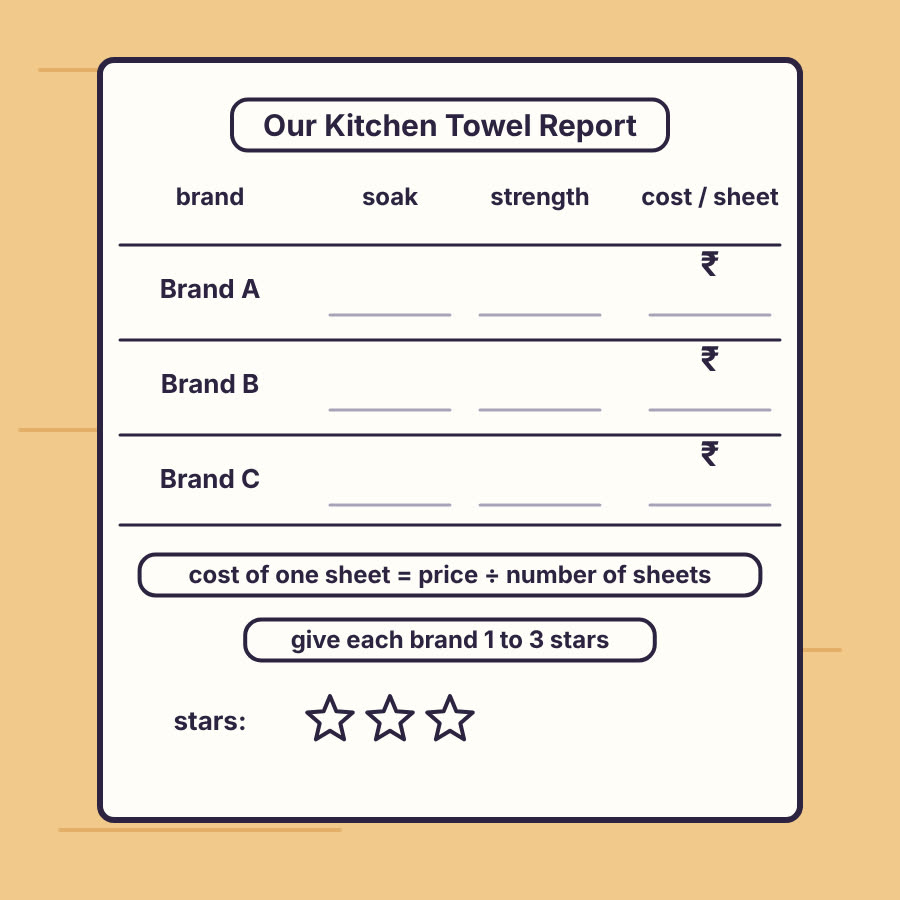 Our Kitchen Towel Report
brand soak strength cost / sheet
₹
Brand A
₹
Brand B
₹
Brand C
cost of one sheet = price ÷ number of sheets
give each brand 1 to 3 stars
stars: